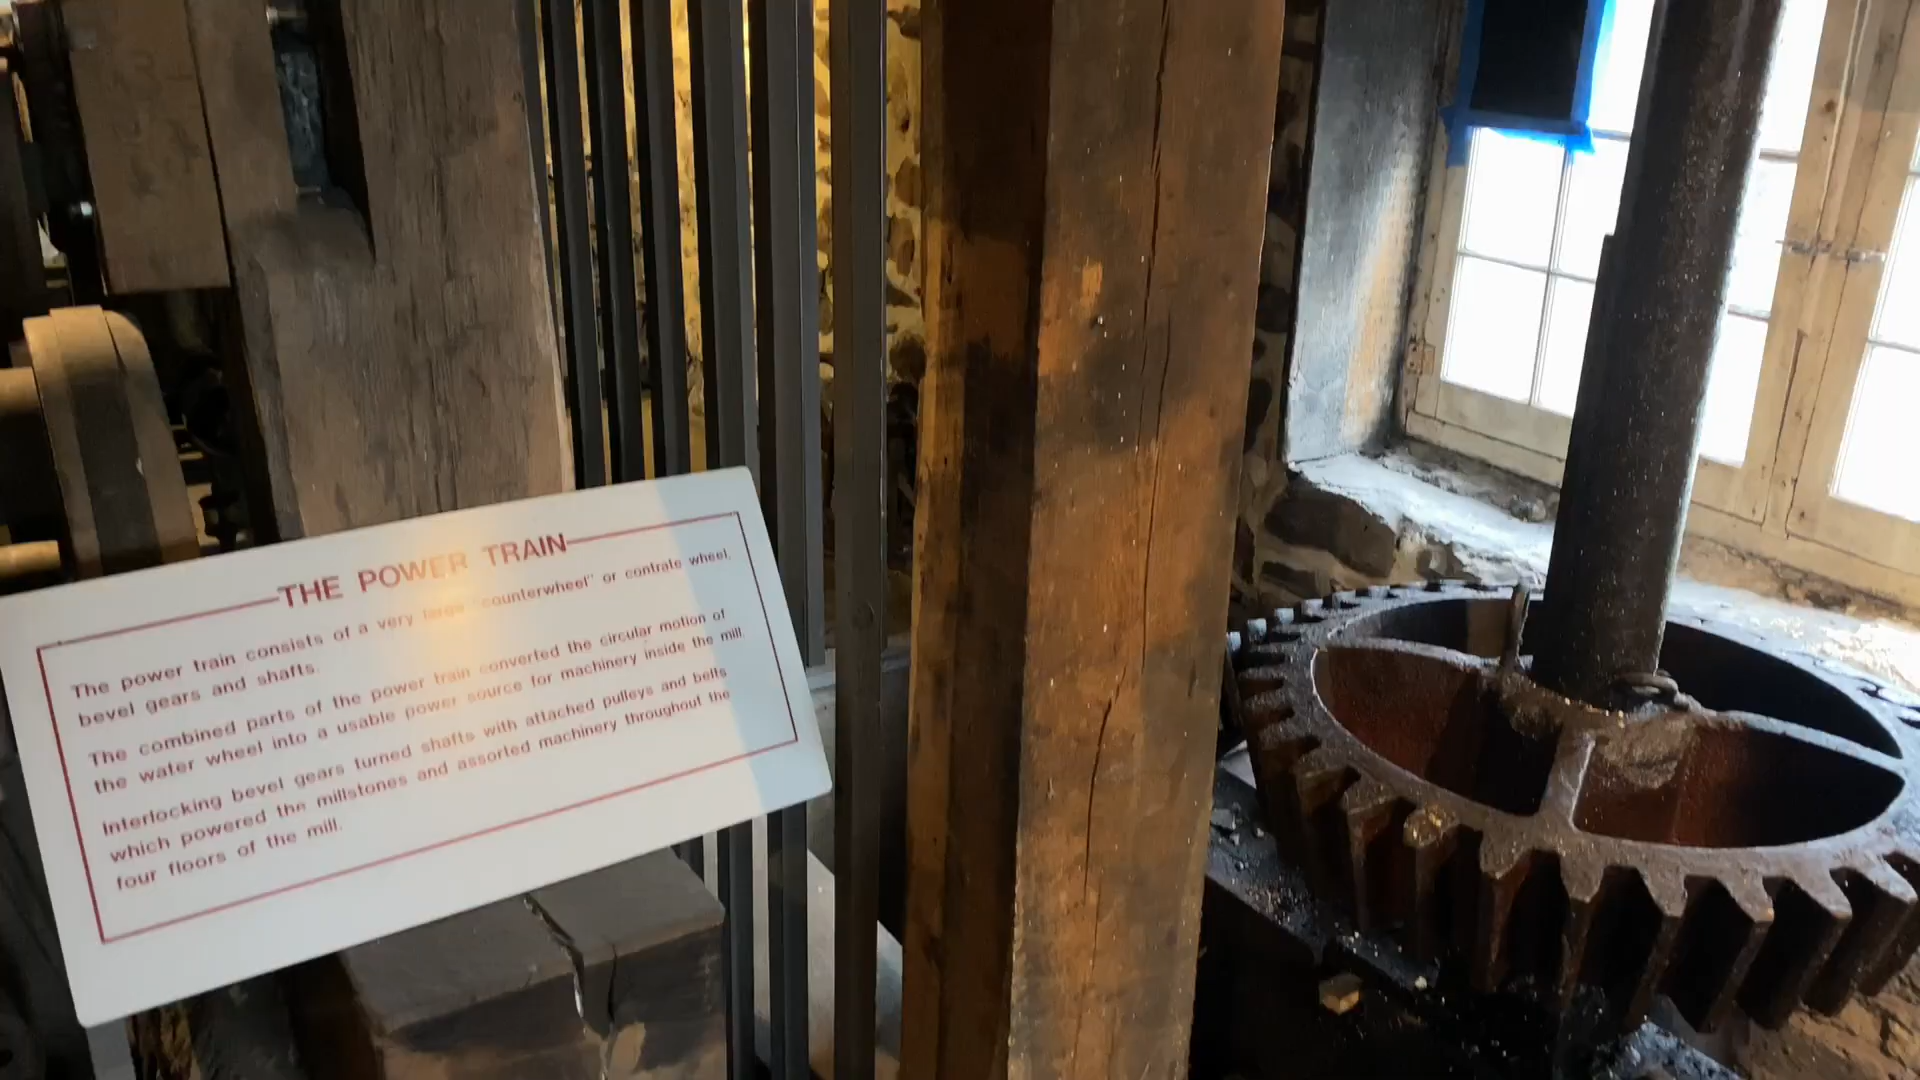 THE POWER TRAIN
The power train consists of a very large "counterwheel" or contrate wheel,
bevel gears and shafts.
The combined parts of the power train converted the circular motion of
the water wheel into a usable power source for machinery inside the mill.
Interlocking bevel gears turned shafts with attached pulleys and belts
which powered the millstones and assorted machinery throughout the
four floors of the mill.